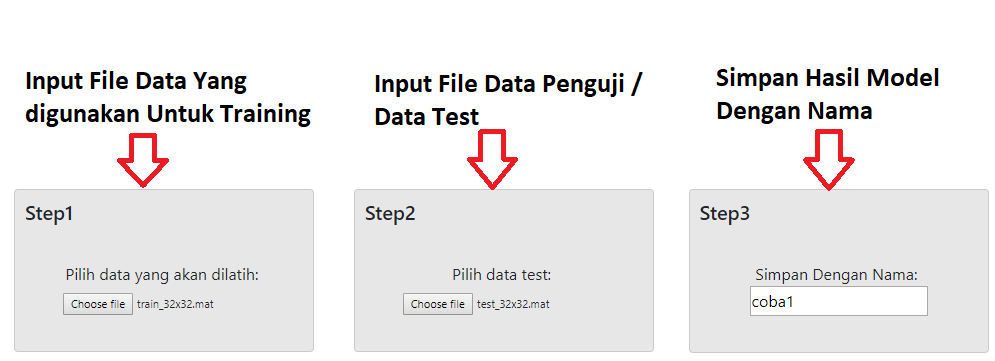 Input File Data Yang
digunakan Untuk Training
Input File Data Penguji /
Data Test
Simpan Hasil Model
Dengan Nama
Step1
Pilih data yang akan dilatih:
Choose file train_32x32.mat
Step2
Pilih data test:
Choose file test_32x32.mat
Step3
Simpan Dengan Nama:
coba1